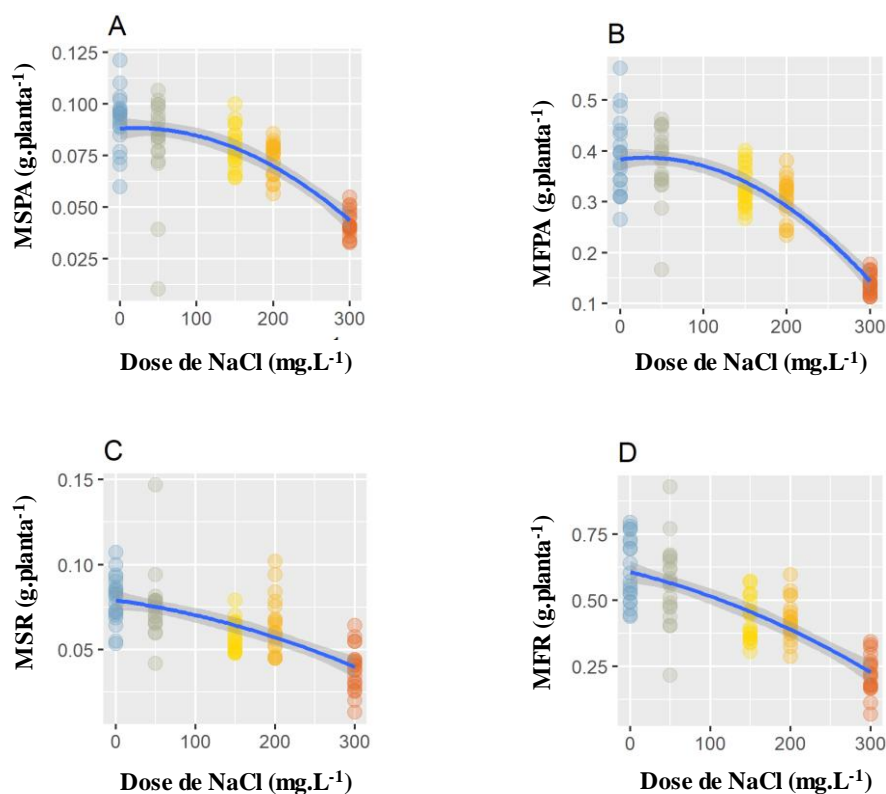 A
MSPA (g.planta⁻¹)
0.125
0.100
0.075
0.050
0.025
0 100 200 300
Dose de NaCl (mg.L⁻¹)
B
MFPA (g.planta⁻¹)
0.5
0.4
0.3
0.2
0.1
0 100 200 300
Dose de NaCl (mg.L⁻¹)
C
MSR (g.planta⁻¹)
0.15
0.10
0.05
0 100 200 300
Dose de NaCl (mg.L⁻¹)
D
MFR (g.planta⁻¹)
0.75
0.50
0.25
0 100 200 300
Dose de NaCl (mg.L⁻¹)